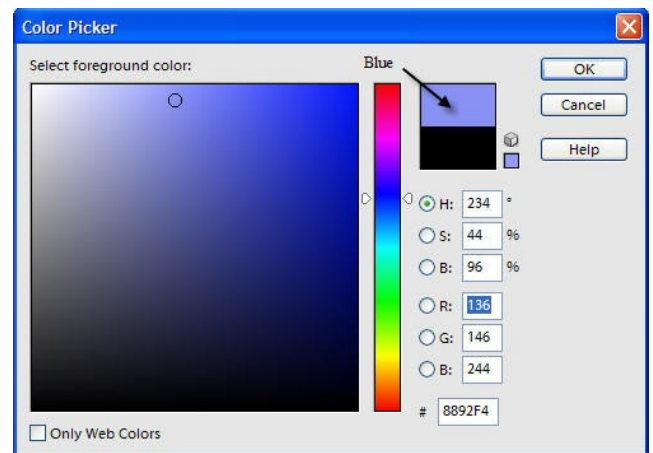 Color Picker
Select foreground color:
Blue
OK
Cancel
Help
H: 234 °
S: 44 %
B: 96 %
R: 136
G: 146
B: 244
# 8892F4
Only Web Colors